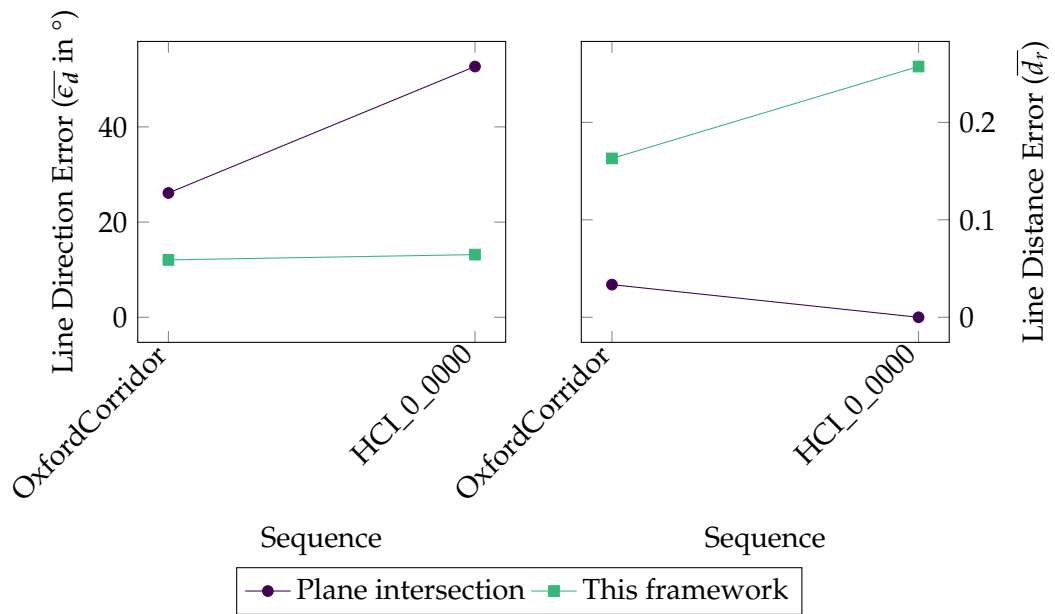 Line Direction Error (ϵ̅_d̅ in °)
40
20
0
OxfordCorridor
HCI_0_0000
Sequence
Line Distance Error (d̅_r̅)
0.2
0.1
0
OxfordCorridor
HCI_0_0000
Sequence
Plane intersection
This framework